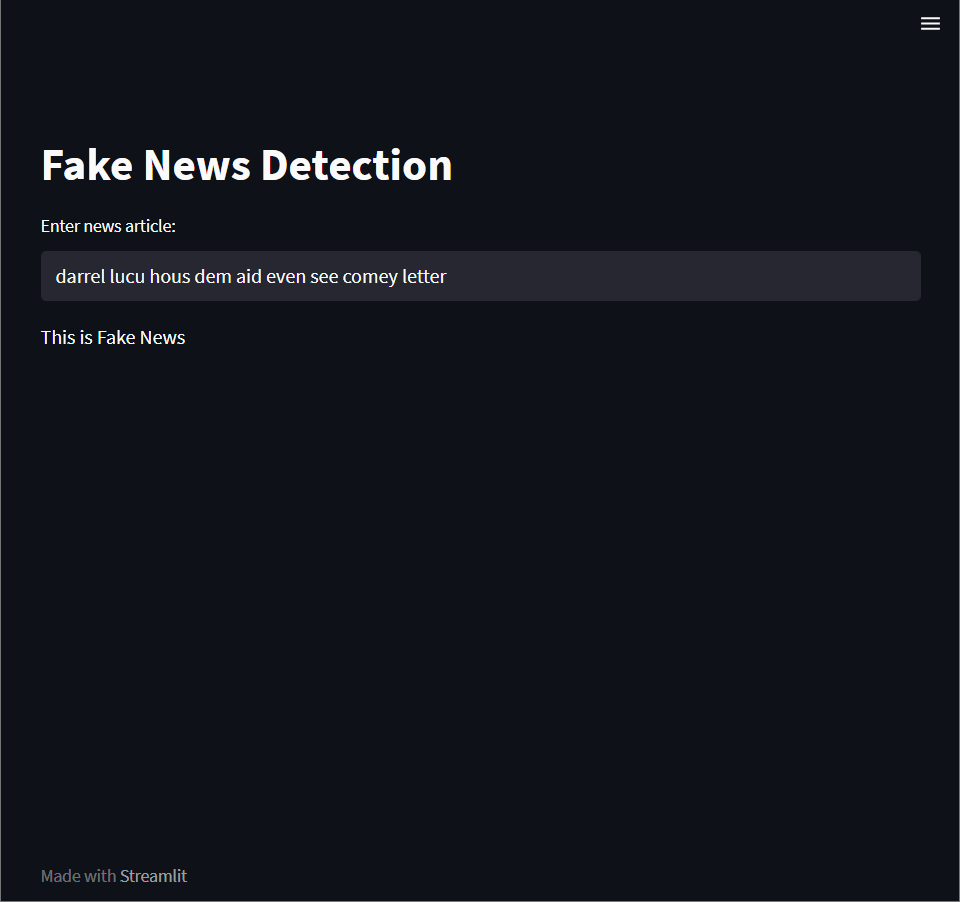 Fake News Detection
Enter news article:
darrel lucu hous dem aid even see comey letter
This is Fake News
Made with Streamlit